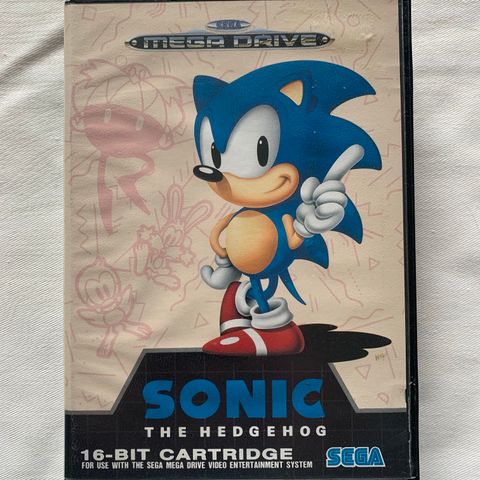 SEGA
MEGA DRIVE
SONIC
THE HEDGEHOG
16-BIT CARTRIDGE
FOR USE WITH THE SEGA MEGA DRIVE VIDEO ENTERTAINMENT SYSTEM
SEGA